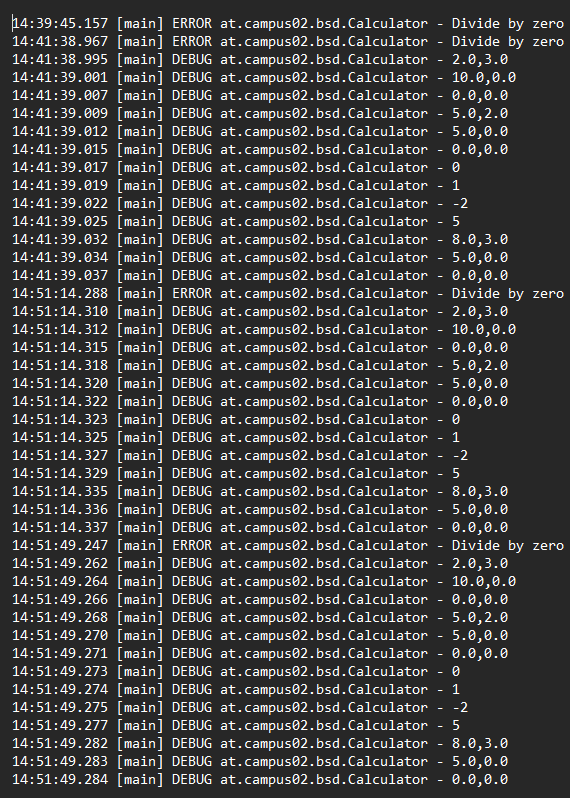 14:39:45.157 [main] ERROR at.campus02.bsd.Calculator - Divide by zero
14:41:38.967 [main] ERROR at.campus02.bsd.Calculator - Divide by zero
14:41:38.995 [main] DEBUG at.campus02.bsd.Calculator - 2.0,3.0
14:41:39.001 [main] DEBUG at.campus02.bsd.Calculator - 10.0,0.0
14:41:39.007 [main] DEBUG at.campus02.bsd.Calculator - 0.0,0.0
14:41:39.009 [main] DEBUG at.campus02.bsd.Calculator - 5.0,2.0
14:41:39.012 [main] DEBUG at.campus02.bsd.Calculator - 5.0,0.0
14:41:39.015 [main] DEBUG at.campus02.bsd.Calculator - 0.0,0.0
14:41:39.017 [main] DEBUG at.campus02.bsd.Calculator - 0
14:41:39.019 [main] DEBUG at.campus02.bsd.Calculator - 1
14:41:39.022 [main] DEBUG at.campus02.bsd.Calculator - -2
14:41:39.025 [main] DEBUG at.campus02.bsd.Calculator - 5
14:41:39.032 [main] DEBUG at.campus02.bsd.Calculator - 8.0,3.0
14:41:39.034 [main] DEBUG at.campus02.bsd.Calculator - 5.0,0.0
14:41:39.037 [main] DEBUG at.campus02.bsd.Calculator - 0.0,0.0
14:51:14.288 [main] ERROR at.campus02.bsd.Calculator - Divide by zero
14:51:14.310 [main] DEBUG at.campus02.bsd.Calculator - 2.0,3.0
14:51:14.312 [main] DEBUG at.campus02.bsd.Calculator - 10.0,0.0
14:51:14.315 [main] DEBUG at.campus02.bsd.Calculator - 0.0,0.0
14:51:14.318 [main] DEBUG at.campus02.bsd.Calculator - 5.0,2.0
14:51:14.320 [main] DEBUG at.campus02.bsd.Calculator - 5.0,0.0
14:51:14.322 [main] DEBUG at.campus02.bsd.Calculator - 0.0,0.0
14:51:14.323 [main] DEBUG at.campus02.bsd.Calculator - 0
14:51:14.325 [main] DEBUG at.campus02.bsd.Calculator - 1
14:51:14.327 [main] DEBUG at.campus02.bsd.Calculator - -2
14:51:14.329 [main] DEBUG at.campus02.bsd.Calculator - 5
14:51:14.335 [main] DEBUG at.campus02.bsd.Calculator - 8.0,3.0
14:51:14.336 [main] DEBUG at.campus02.bsd.Calculator - 5.0,0.0
14:51:14.337 [main] DEBUG at.campus02.bsd.Calculator - 0.0,0.0
14:51:49.247 [main] ERROR at.campus02.bsd.Calculator - Divide by zero
14:51:49.262 [main] DEBUG at.campus02.bsd.Calculator - 2.0,3.0
14:51:49.264 [main] DEBUG at.campus02.bsd.Calculator - 10.0,0.0
14:51:49.266 [main] DEBUG at.campus02.bsd.Calculator - 0.0,0.0
14:51:49.268 [main] DEBUG at.campus02.bsd.Calculator - 5.0,2.0
14:51:49.270 [main] DEBUG at.campus02.bsd.Calculator - 5.0,0.0
14:51:49.271 [main] DEBUG at.campus02.bsd.Calculator - 0.0,0.0
14:51:49.273 [main] DEBUG at.campus02.bsd.Calculator - 0
14:51:49.274 [main] DEBUG at.campus02.bsd.Calculator - 1
14:51:49.275 [main] DEBUG at.campus02.bsd.Calculator - -2
14:51:49.277 [main] DEBUG at.campus02.bsd.Calculator - 5
14:51:49.282 [main] DEBUG at.campus02.bsd.Calculator - 8.0,3.0
14:51:49.283 [main] DEBUG at.campus02.bsd.Calculator - 5.0,0.0
14:51:49.284 [main] DEBUG at.campus02.bsd.Calculator - 0.0,0.0